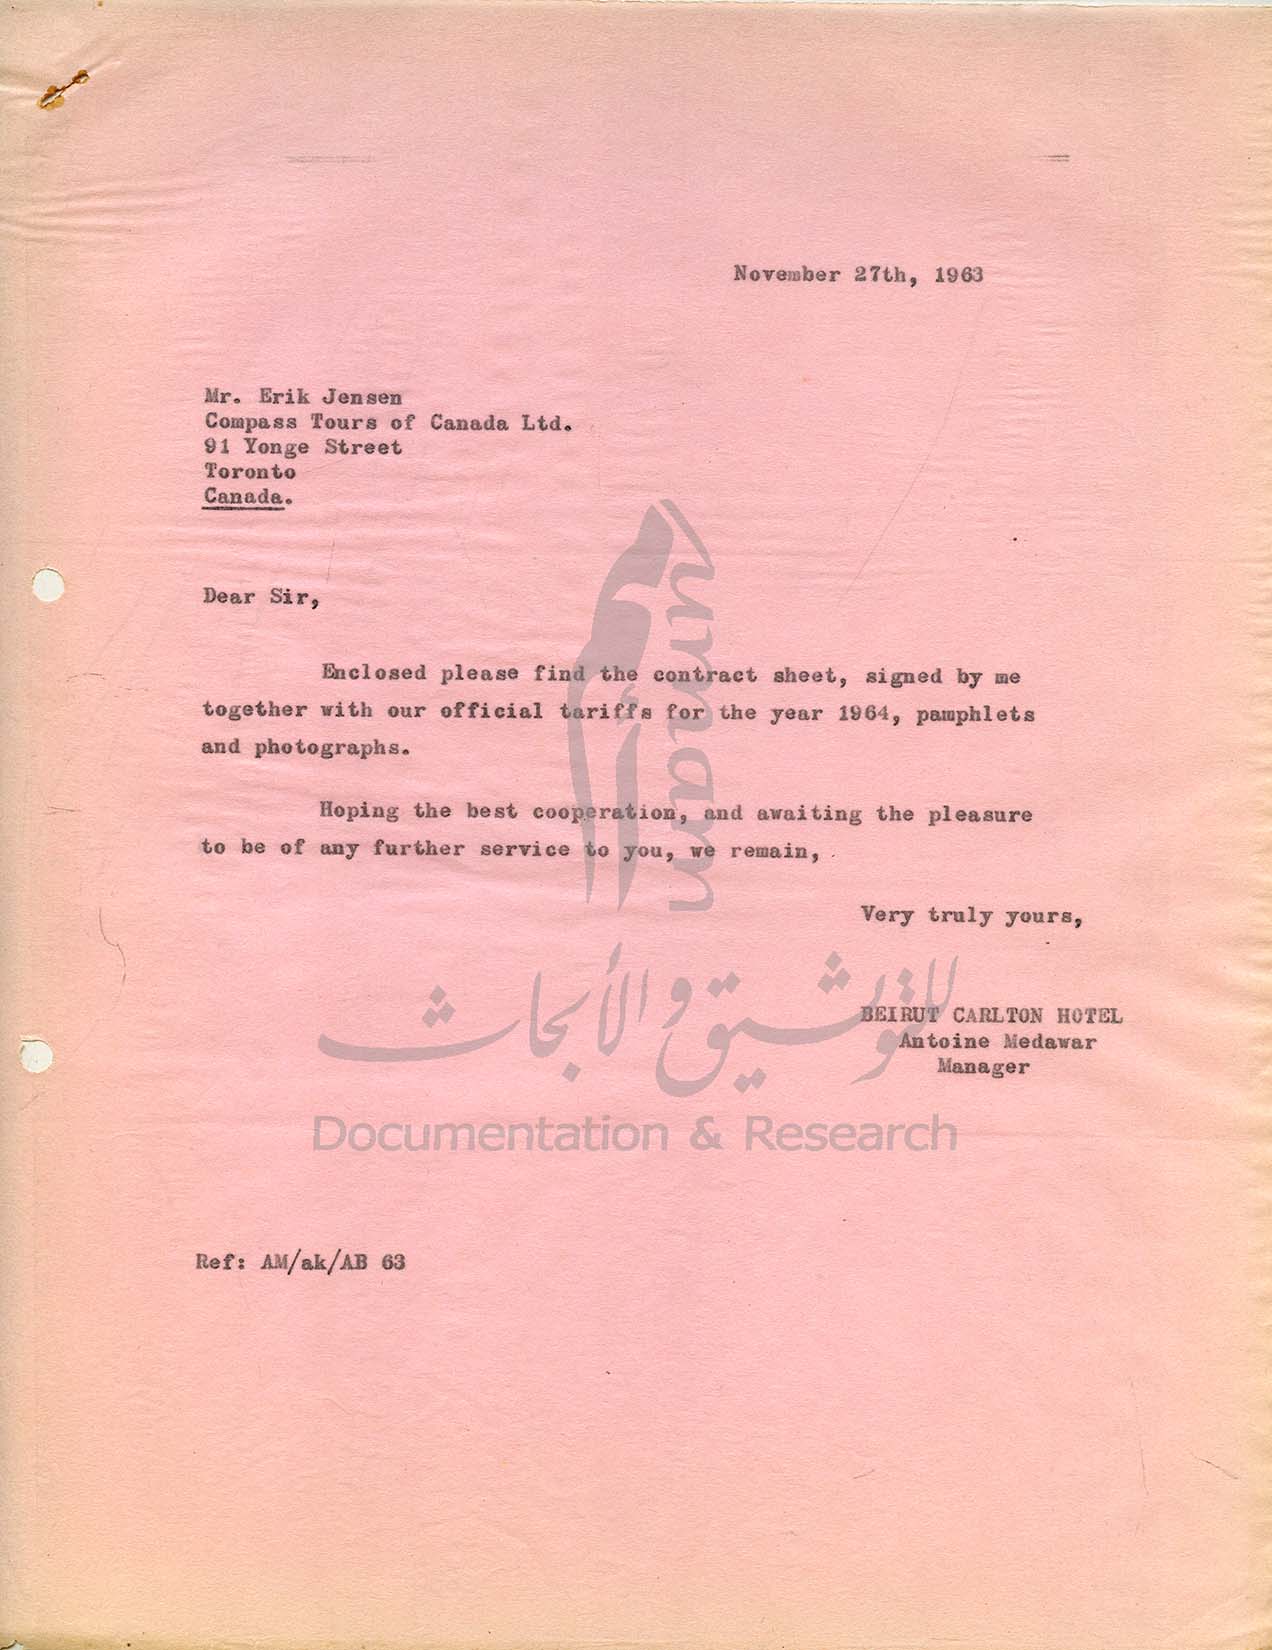 November 27th, 1963
Mr. Erik Jensen
Compass Tours of Canada Ltd.
91 Yonge Street
Toronto
Canada.
Dear Sir,
Enclosed please find the contract sheet, signed by me
together with our official tariffs for the year 1964, pamphlets
and photographs.
Hoping the best cooperation, and awaiting the pleasure
to be of any further service to you, we remain,
Very truly yours,
BEIRUT CARLTON HOTEL
Antoine Medawar
Manager
umam
للتوثيق والأبحاث
Documentation & Research
Ref: AM/ak/AB 63